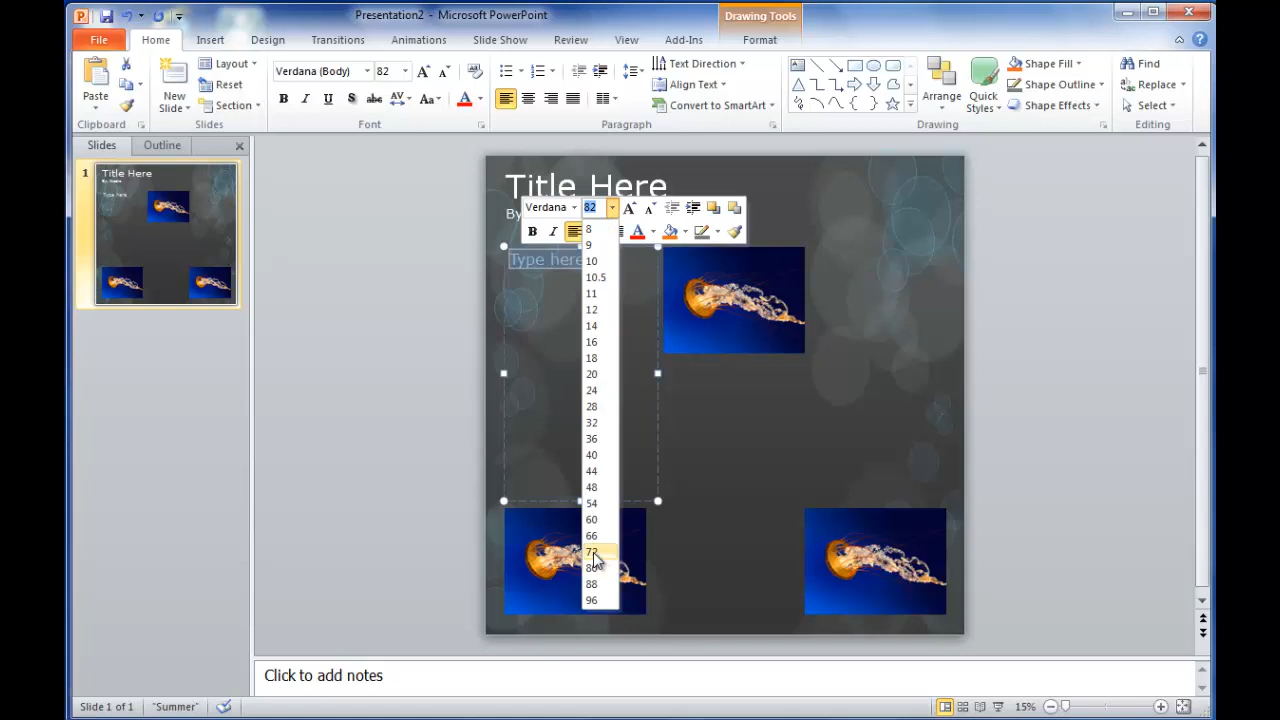 Presentation2 - Microsoft PowerPoint
Drawing Tools
File Home Insert Design Transitions Animations Slide Show Review View Add-Ins Format
Paste
New Slide
Layout
Reset
Section
Verdana (Body) 82
B I U S abc AV Aa A
Text Direction
Align Text
Convert to SmartArt
Arrange
Quick Styles
Shape Fill
Shape Outline
Shape Effects
Find
Replace
Select
Clipboard Slides Font Paragraph Drawing Editing
Slides Outline
1
Title Here
Type here
Title Here
By
Verdana 82
B I A
Type here
8
9
10
10.5
11
12
14
16
18
20
24
28
32
36
40
44
48
54
60
66
72
88
96
Click to add notes
Slide 1 of 1 "Summer" 15%